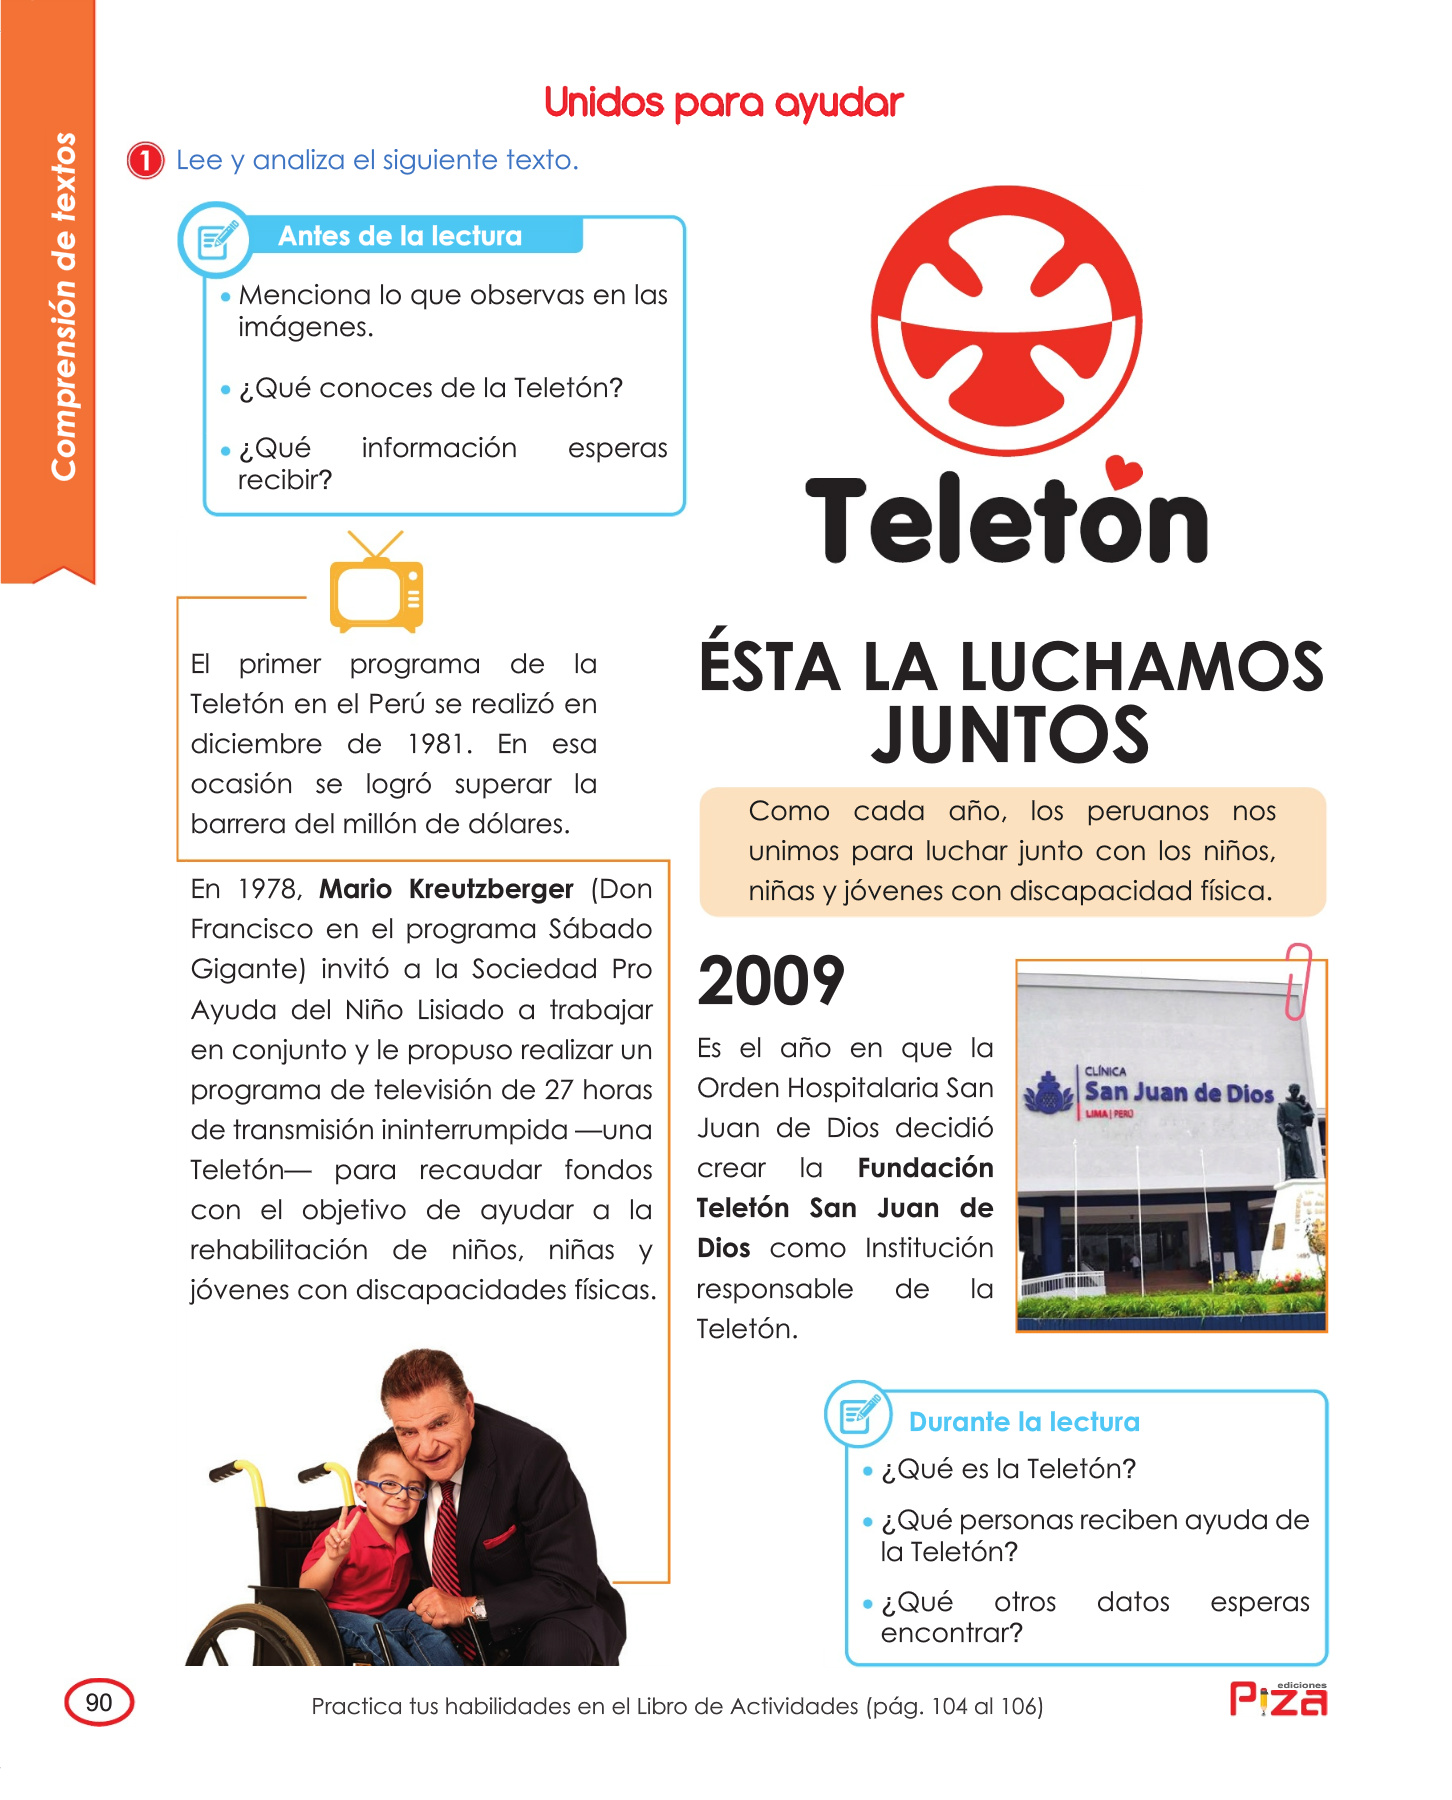 Comprensión de textos
Unidos para ayudar
1 Lee y analiza el siguiente texto.
Antes de la lectura
• Menciona lo que observas en las
imágenes.
• ¿Qué conoces de la Teletón?
• ¿Qué información esperas
recibir?
Teletón
El primer programa de la
Teletón en el Perú se realizó en
diciembre de 1981. En esa
ocasión se logró superar la
barrera del millón de dólares.
En 1978, Mario Kreutzberger (Don
Francisco en el programa Sábado
Gigante) invitó a la Sociedad Pro
Ayuda del Niño Lisiado a trabajar
en conjunto y le propuso realizar un
programa de televisión de 27 horas
de transmisión ininterrumpida —una
Teletón— para recaudar fondos
con el objetivo de ayudar a la
rehabilitación de niños, niñas y
jóvenes con discapacidades físicas.
ÉSTA LA LUCHAMOS
JUNTOS
Como cada año, los peruanos nos
unimos para luchar junto con los niños,
niñas y jóvenes con discapacidad física.
2009
Es el año en que la
Orden Hospitalaria San
Juan de Dios decidió
crear la Fundación
Teletón San Juan de
Dios como Institución
responsable de la
Teletón.
CLÍNICA
San Juan de Dios
LIMA | PERÚ
Durante la lectura
• ¿Qué es la Teletón?
• ¿Qué personas reciben ayuda de
la Teletón?
• ¿Qué otros datos esperas
encontrar?
90
Practica tus habilidades en el Libro de Actividades (pág. 104 al 106)
ediciones
Piza